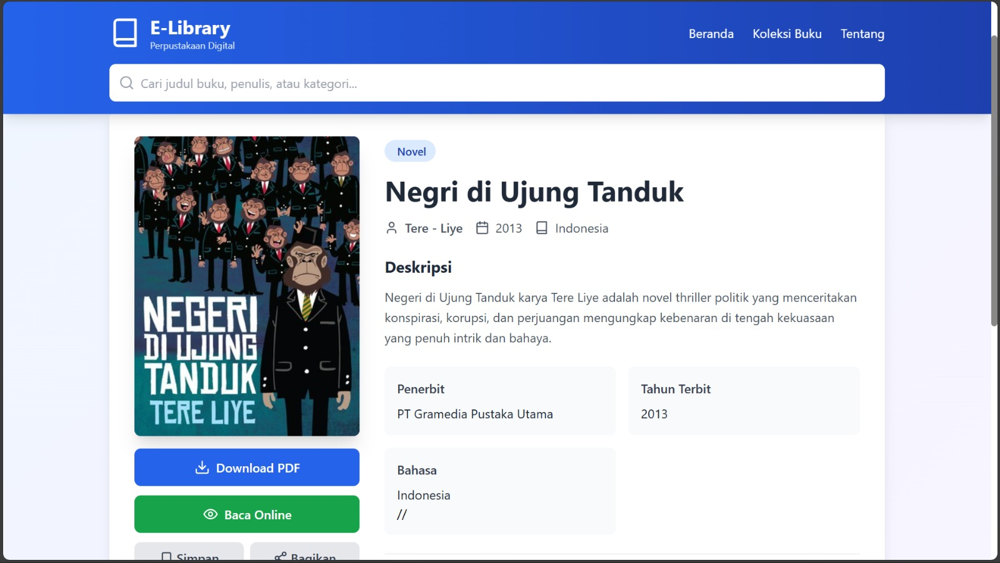 E-Library
Perpustakaan Digital
Beranda
Koleksi Buku
Tentang
Cari judul buku, penulis, atau kategori...
NEGERI
DI UJUNG
TANDUK
TERE LIYE
Download PDF
Baca Online
Simpan
Bagikan
Novel
Negri di Ujung Tanduk
Tere - Liye
2013
Indonesia
Deskripsi
Negeri di Ujung Tanduk karya Tere Liye adalah novel thriller politik yang menceritakan
konspirasi, korupsi, dan perjuangan mengungkap kebenaran di tengah kekuasaan
yang penuh intrik dan bahaya.
Penerbit
PT Gramedia Pustaka Utama
Tahun Terbit
2013
Bahasa
Indonesia
//